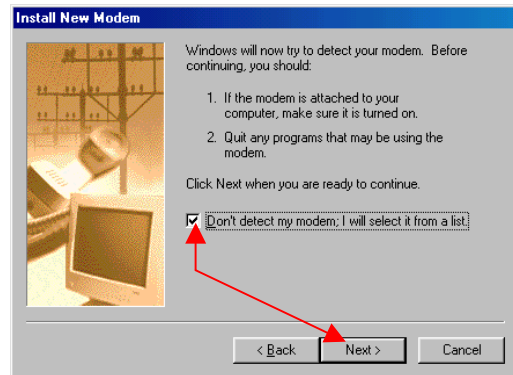 Install New Modem
Windows will now try to detect your modem. Before
continuing, you should:
1. If the modem is attached to your
computer, make sure it is turned on.
2. Quit any programs that may be using the
modem.
Click Next when you are ready to continue.
Don't detect my modem; I will select it from a list.
< Back
Next >
Cancel